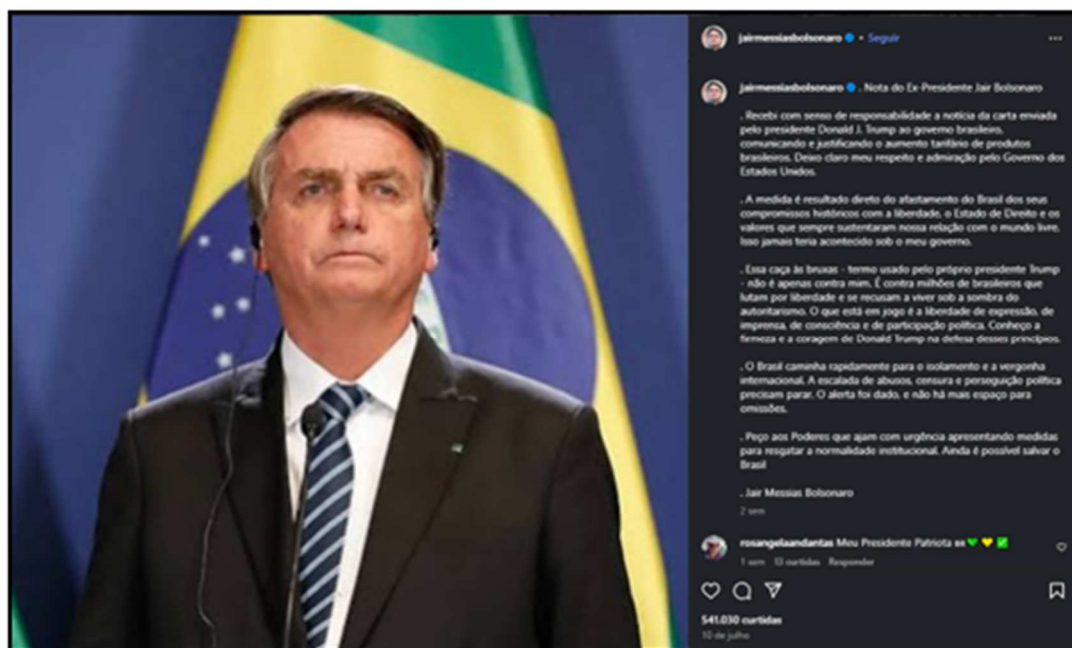 jairmessiasbolsonaro • Seguir
jairmessiasbolsonaro . Nota do Ex-Presidente Jair Bolsonaro
. Recebi com senso de responsabilidade a notícia da carta enviada
pelo presidente Donald J. Trump ao governo brasileiro,
comunicando e justificando o aumento tarifário de produtos
brasileiros. Deixo claro meu respeito e admiração pelo Governo dos
Estados Unidos.
. A medida é resultado direto do afastamento do Brasil dos seus
compromissos históricos com a liberdade, o Estado de Direito e os
valores que sempre sustentaram nossa relação com o mundo livre.
Isso jamais teria acontecido sob o meu governo.
. Essa caça às bruxas - termo usado pelo próprio presidente Trump
- não é apenas contra mim. É contra milhões de brasileiros que
lutam por liberdade e se recusam a viver sob a sombra do
autoritarismo. O que está em jogo é a liberdade de expressão, de
imprensa, de consciência e de participação política. Conheço a
firmeza e a coragem de Donald Trump na defesa desses princípios.
. O Brasil caminha rapidamente para o isolamento e a vergonha
internacional. A escalada de abusos, censura e perseguição política
precisam parar. O alerta foi dado, e não há mais espaço para
omissões.
. Peço aos Poderes que ajam com urgência apresentando medidas
para resgatar a normalidade institucional. Ainda é possível salvar o
Brasil
. Jair Messias Bolsonaro
2 sem
rosangelaandantas Meu Presidente Patriota BR💚💛✅
1 sem 13 curtidas Responder
541.030 curtidas
10 de julho